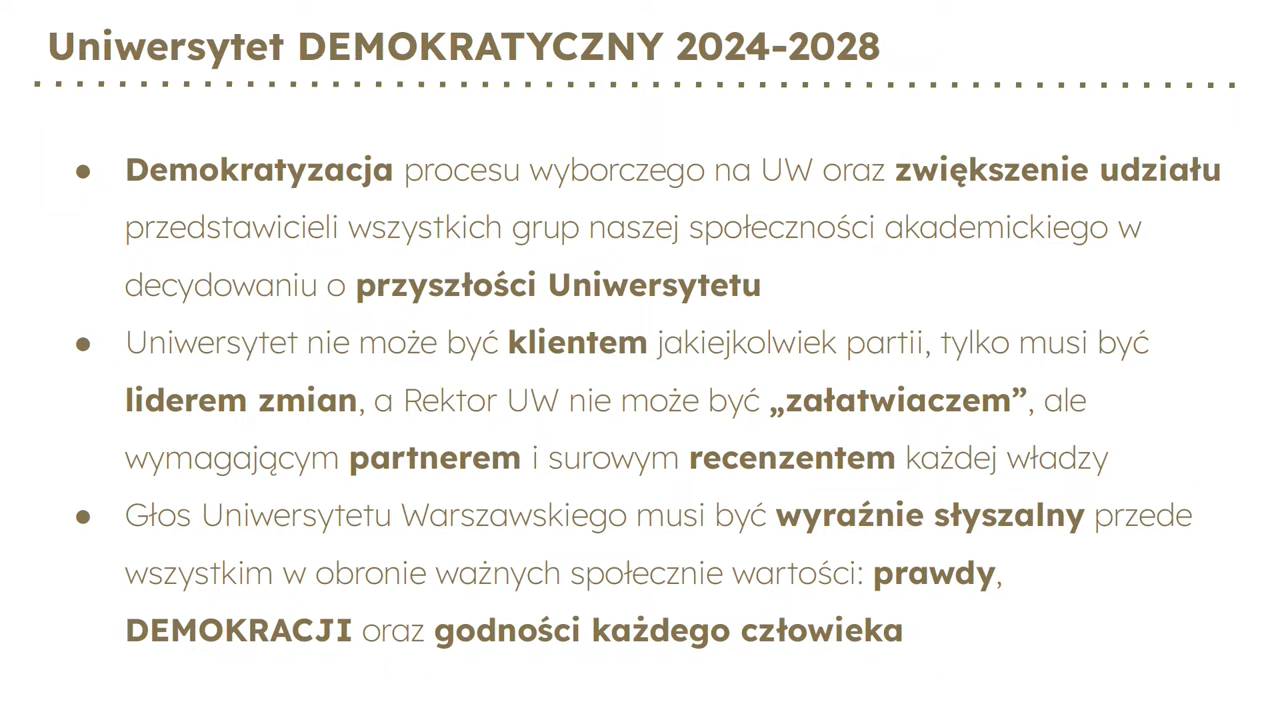 Uniwersytet DEMOKRATYCZNY 2024-2028
● Demokratyzacja procesu wyborczego na UW oraz zwiększenie udziału
przedstawicieli wszystkich grup naszej społeczności akademickiego w
decydowaniu o przyszłości Uniwersytetu
● Uniwersytet nie może być klientem jakiejkolwiek partii, tylko musi być
liderem zmian, a Rektor UW nie może być „załatwiaczem”, ale
wymagającym partnerem i surowym recenzentem każdej władzy
● Głos Uniwersytetu Warszawskiego musi być wyraźnie słyszalny przede
wszystkim w obronie ważnych społecznie wartości: prawdy,
DEMOKRACJI oraz godności każdego człowieka